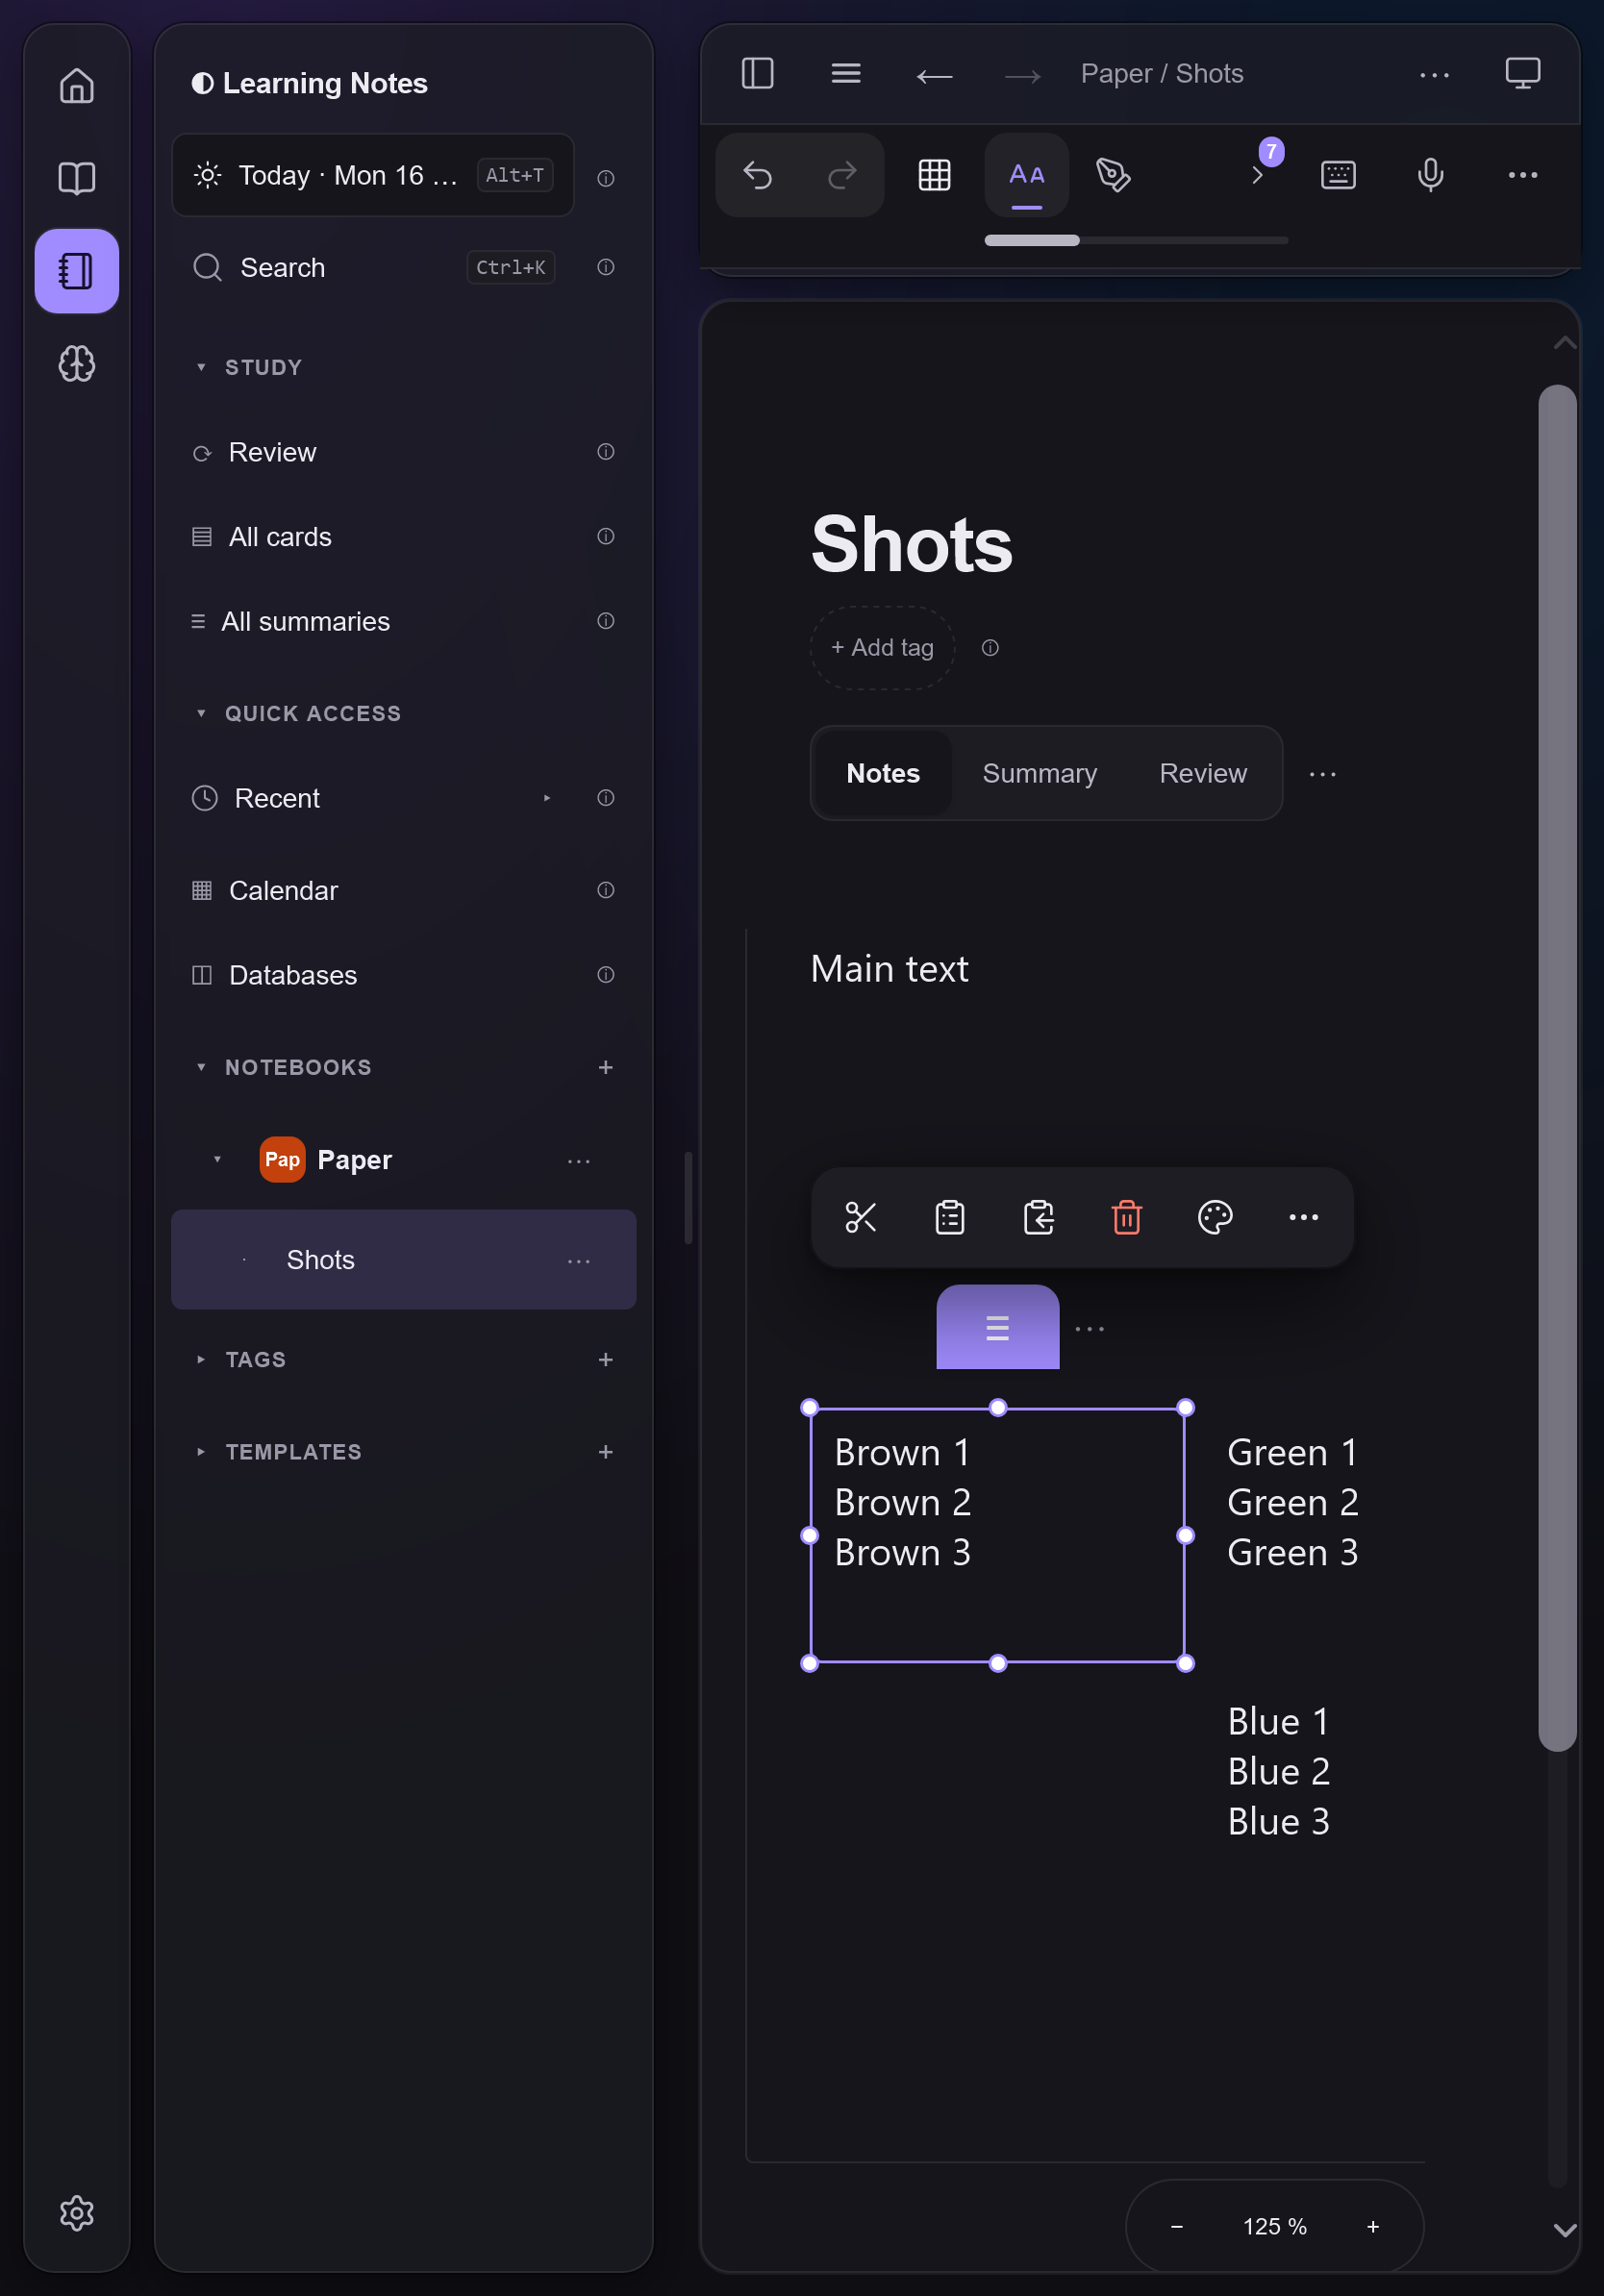 Learning Notes
Today · Mon 16 … Alt+T
Search Ctrl+K
STUDY
Review
All cards
All summaries
QUICK ACCESS
Recent
Calendar
Databases
NOTEBOOKS +
Pap Paper ...
Shots ...
TAGS +
TEMPLATES +
Paper / Shots ...
7
Shots
+ Add tag
Notes Summary Review ...
Main text
Brown 1
Brown 2
Brown 3
Green 1
Green 2
Green 3
Blue 1
Blue 2
Blue 3
− 125 % +